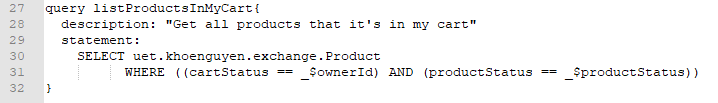 27 query listProductsInMyCart{
28 description: "Get all products that it's in my cart"
29 statement:
30 SELECT uet.khoenguyen.exchange.Product
31 WHERE ((cartStatus == _$ownerId) AND (productStatus == _$productStatus))
32 }